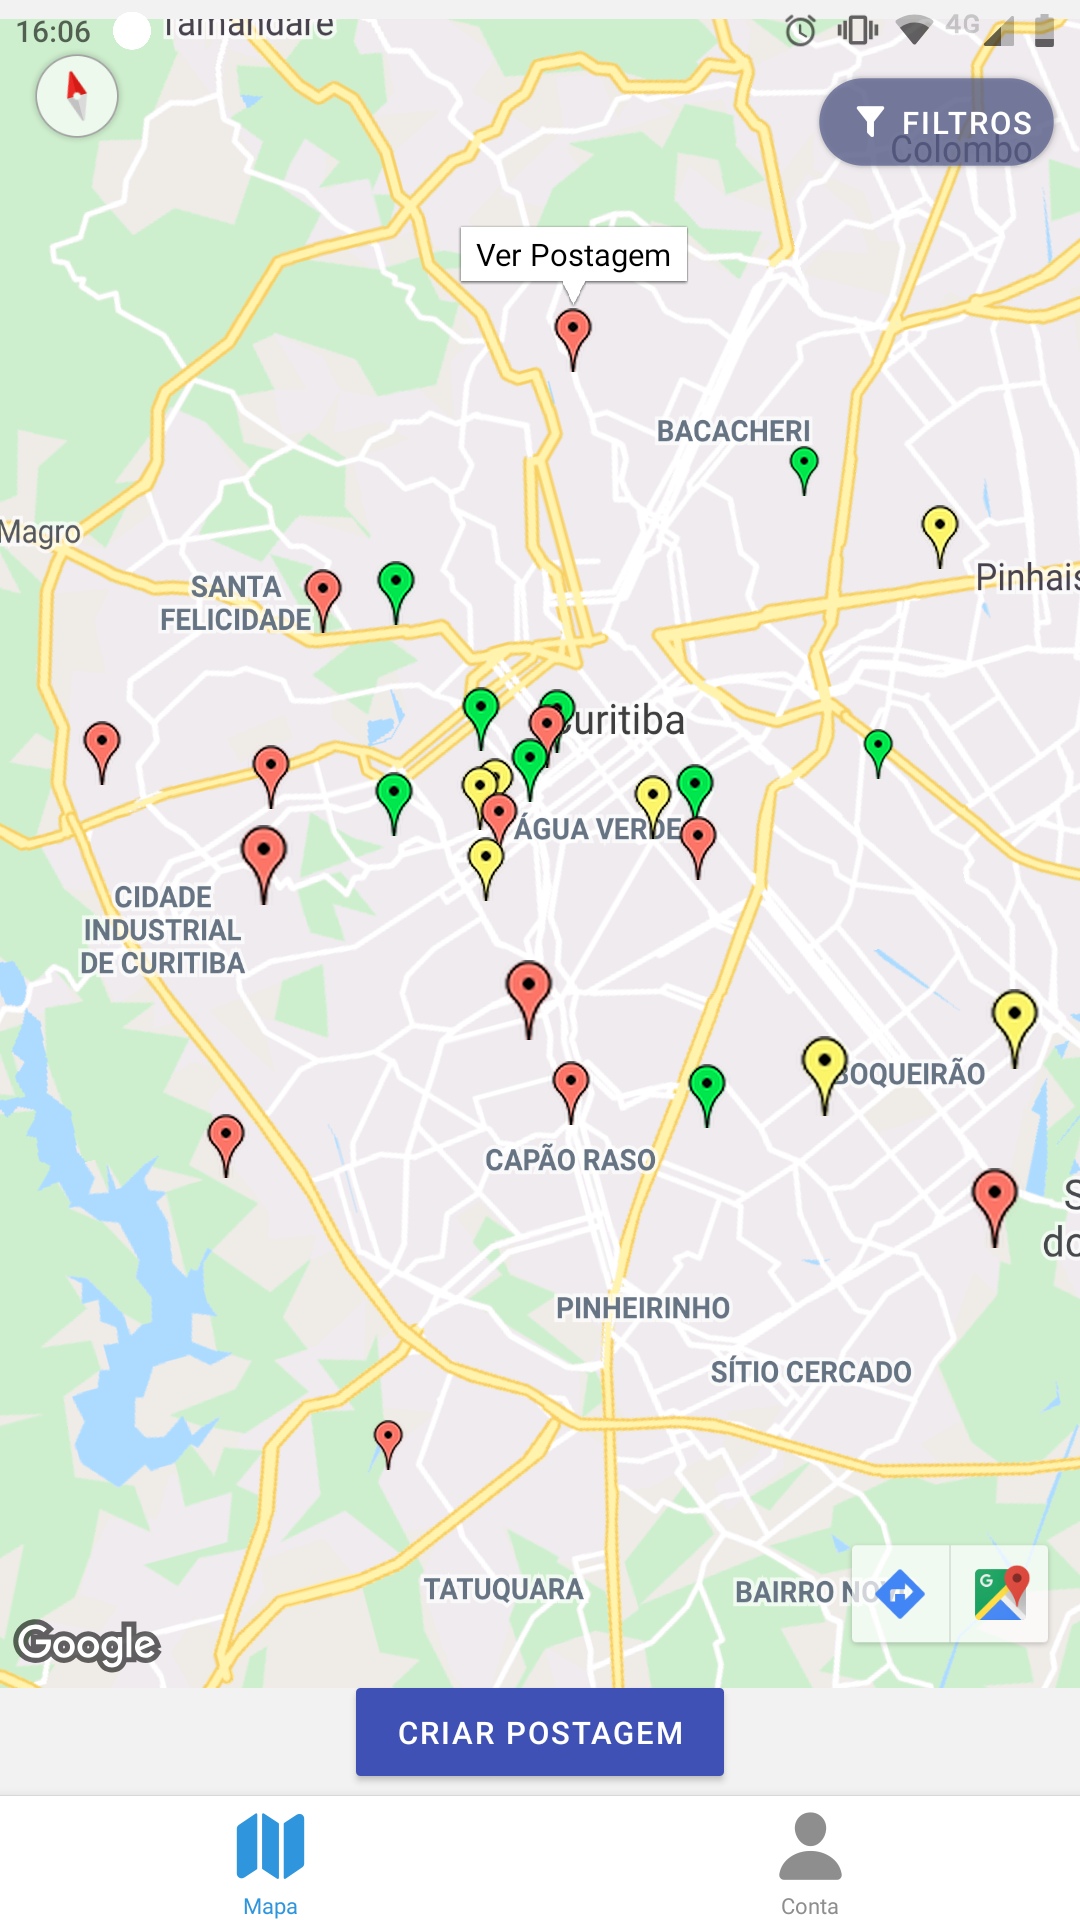 16:06
Tamandaré
4G
FILTROS
Colombo
Ver Postagem
BACACHERI
Magro
Pinhais
SANTA
FELICIDADE
Curitiba
ÁGUA VERDE
CIDADE
INDUSTRIAL
DE CURITIBA
BOQUEIRÃO
CAPÃO RASO
S
do
PINHEIRINHO
SÍTIO CERCADO
TATUQUARA
BAIRRO NO
G
Google
CRIAR POSTAGEM
Mapa
Conta